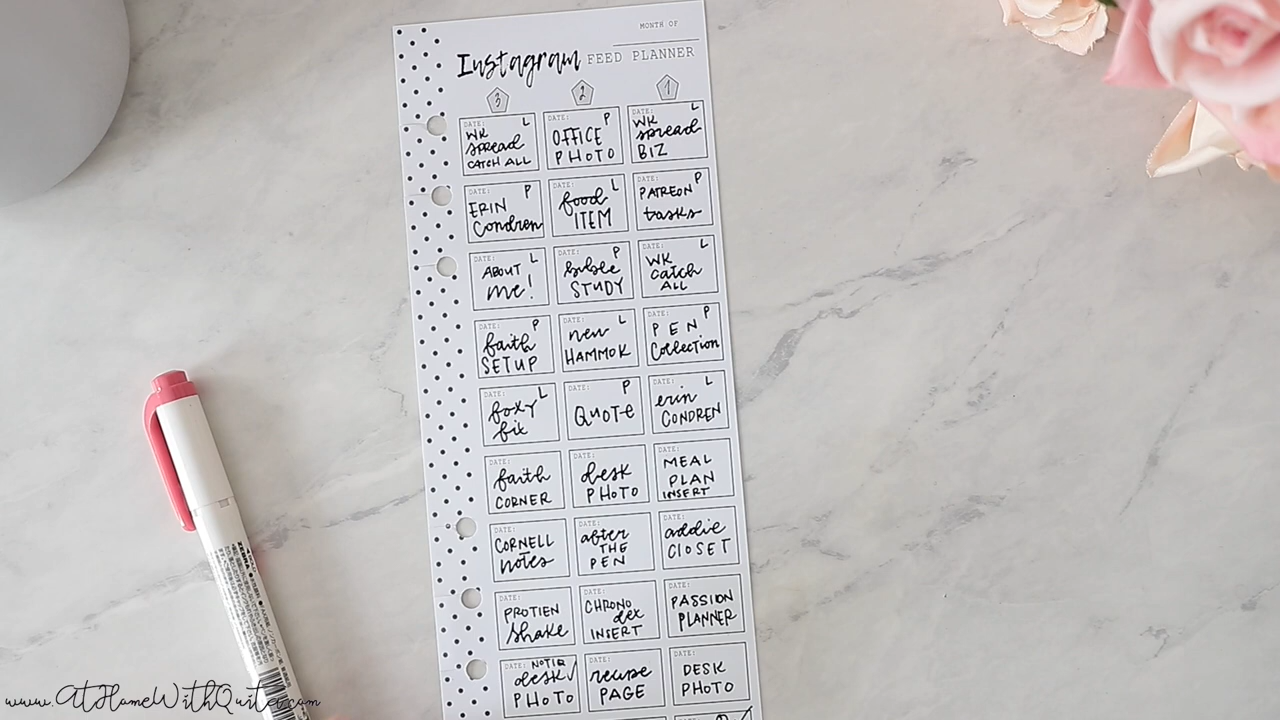 MONTH OF
Instagram FEED PLANNER
3 2 1
DATE: L
WK
spread
CATCH ALL
DATE: P
OFFICE
PHOTO
DATE: L
WK
spread
BIZ
DATE: P
ERIN
Condren
DATE: L
food
ITEM
DATE: P
PATREON
tasks
DATE: L
ABOUT
me!
DATE: P
bible
STUDY
DATE: L
WK
catch
ALL
DATE: P
faith
SETUP
DATE: L
new
HAMMOK
DATE: P
PEN
Collection
DATE: L
foxy
fix
DATE: P
QUOTE
DATE: L
erin
CONDREN
DATE:
faith
CORNER
DATE:
desk
PHOTO
DATE:
MEAL
PLAN
INSERT
DATE:
CORNELL
notes
DATE:
after
THE
PEN
DATE:
addie
CLOSET
DATE:
PROTIEN
shake
DATE:
CHRONO
dex
INSERT
DATE:
PASSION
PLANNER
DATE: NOTIQ
desk
PHOTO
DATE:
recipe
PAGE
DATE:
DESK
PHOTO
www.AtHomeWithQuita.com